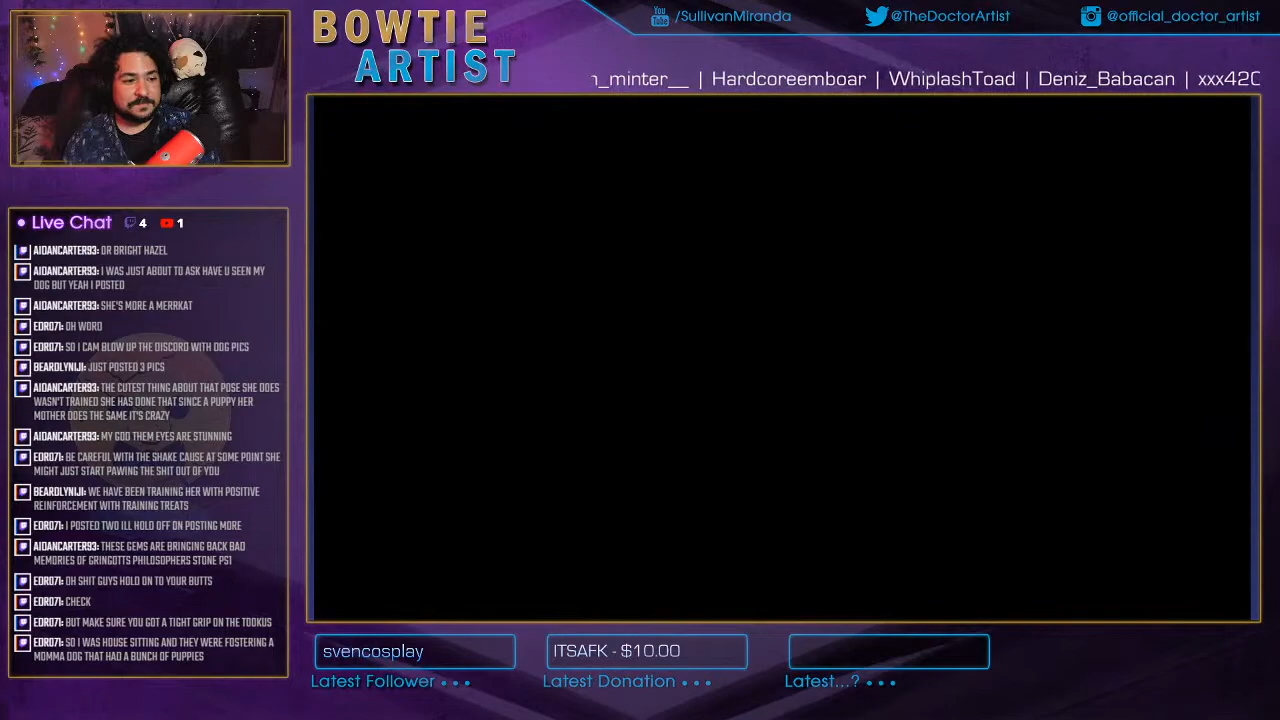 BOWTIE
ARTIST
/SullivanMiranda
@TheDoctorArtist
@official_doctor_artist
n_minter__ | Hardcoreemboar | WhiplashToad | Deniz_Babacan | xxx420
Live Chat 4 1
AIDANCARTER93: OR BRIGHT HAZEL
AIDANCARTER93: I WAS JUST ABOUT TO ASK HAVE U SEEN MY
DOG BUT YEAH I POSTED
AIDANCARTER93: SHE'S MORE A MERRKAT
EDR071: OH WORD
EDR071: SO I CAM BLOW UP THE DISCORD WITH DOG PICS
BEARDLYNIJI: JUST POSTED 3 PICS
AIDANCARTER93: THE CUTEST THING ABOUT THAT POSE SHE DOES
WASN'T TRAINED SHE HAS DONE THAT SINCE A PUPPY HER
MOTHER DOES THE SAME IT'S CRAZY
AIDANCARTER93: MY GOD THEM EYES ARE STUNNING
EDR071: BE CAREFUL WITH THE SHAKE CAUSE AT SOME POINT SHE
MIGHT JUST START PAWING THE SHIT OUT OF YOU
BEARDLYNIJI: WE HAVE BEEN TRAINING HER WITH POSITIVE
REINFORCEMENT WITH TRAINING TREATS
EDR071: I POSTED TWO ILL HOLD OFF ON POSTING MORE
AIDANCARTER93: THESE GEMS ARE BRINGING BACK BAD
MEMORIES OF GRINGOTTS PHILOSOPHERS STONE PS1
EDR071: OH SHIT GUYS HOLD ON TO YOUR BUTTS
EDR071: CHECK
EDR071: BUT MAKE SURE YOU GOT A TIGHT GRIP ON THE TOOKUS
EDR071: SO I WAS HOUSE SITTING AND THEY WERE FOSTERING A
MOMMA DOG THAT HAD A BUNCH OF PUPPIES
svencosplay
Latest Follower
ITSAFK - $10.00
Latest Donation
Latest...?